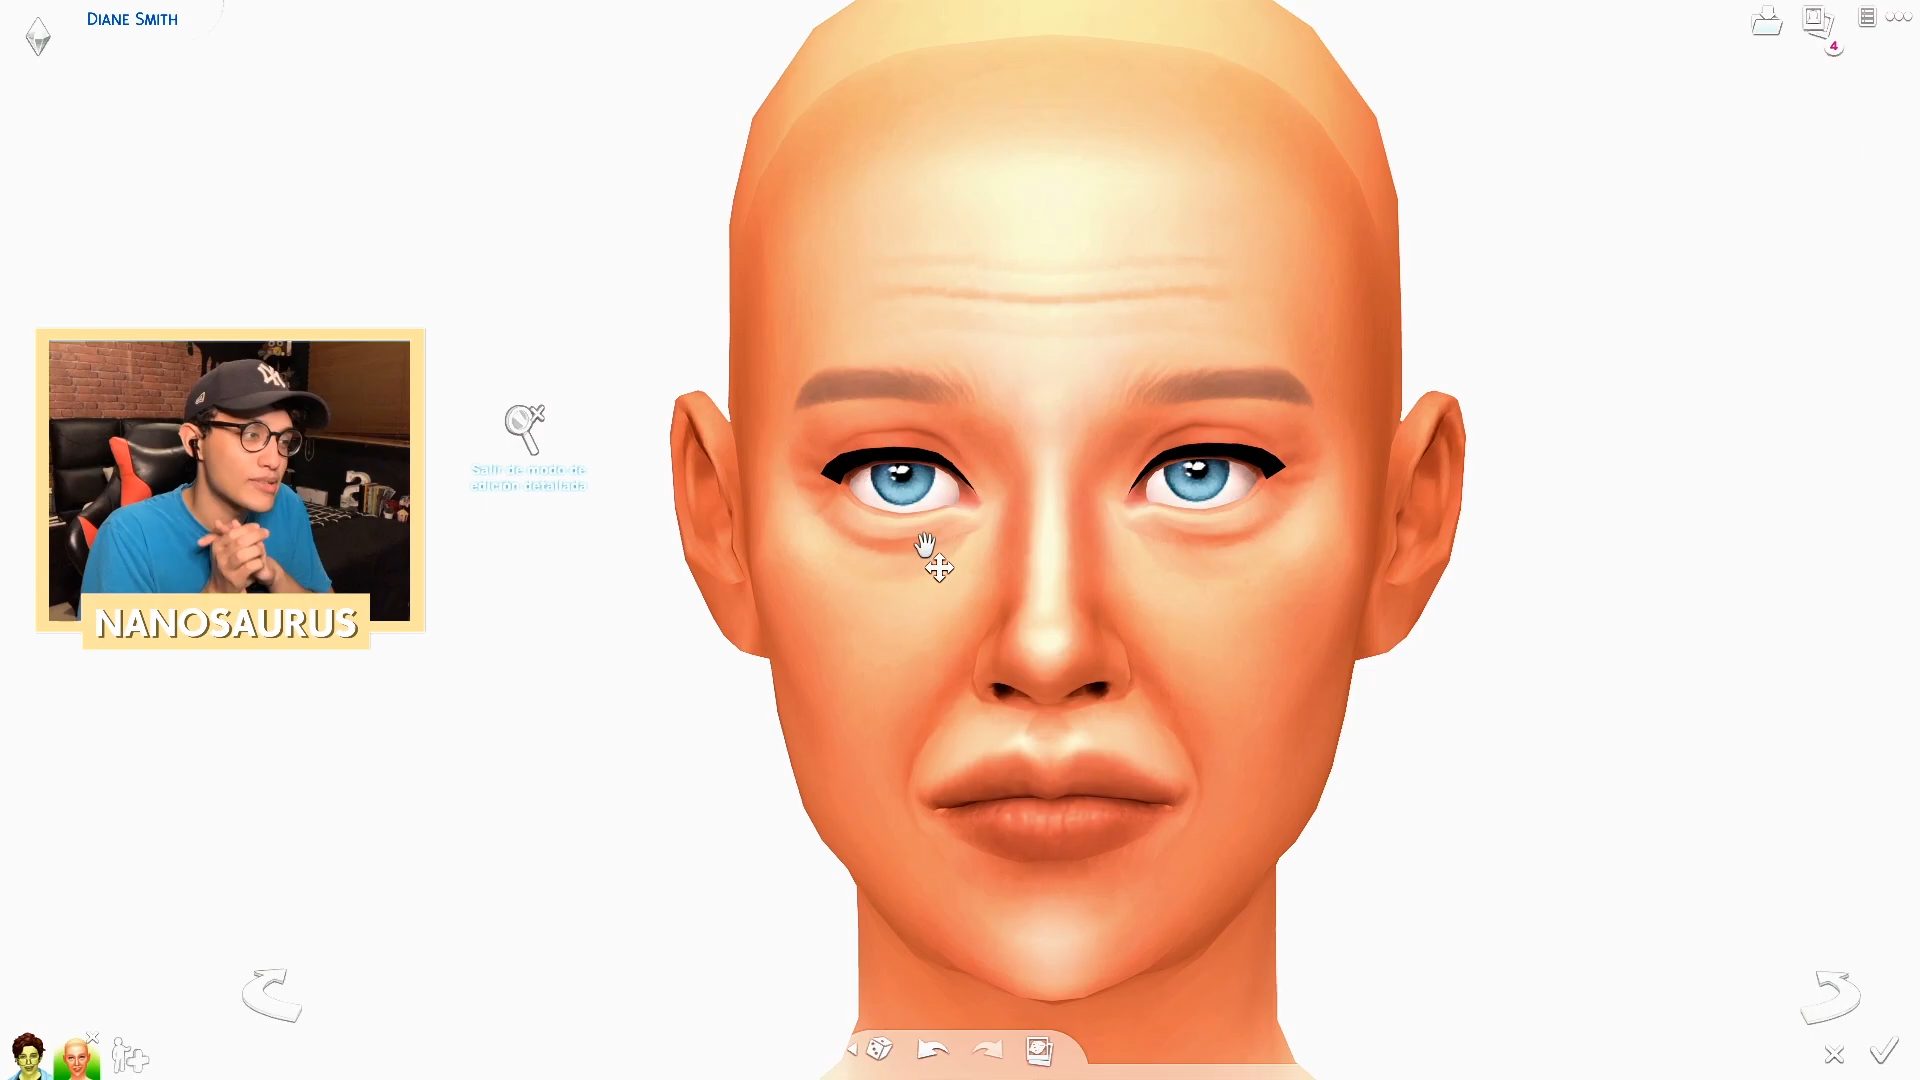 DIANE SMITH
4
Salir de modo de
edición detallada
NANOSAURUS